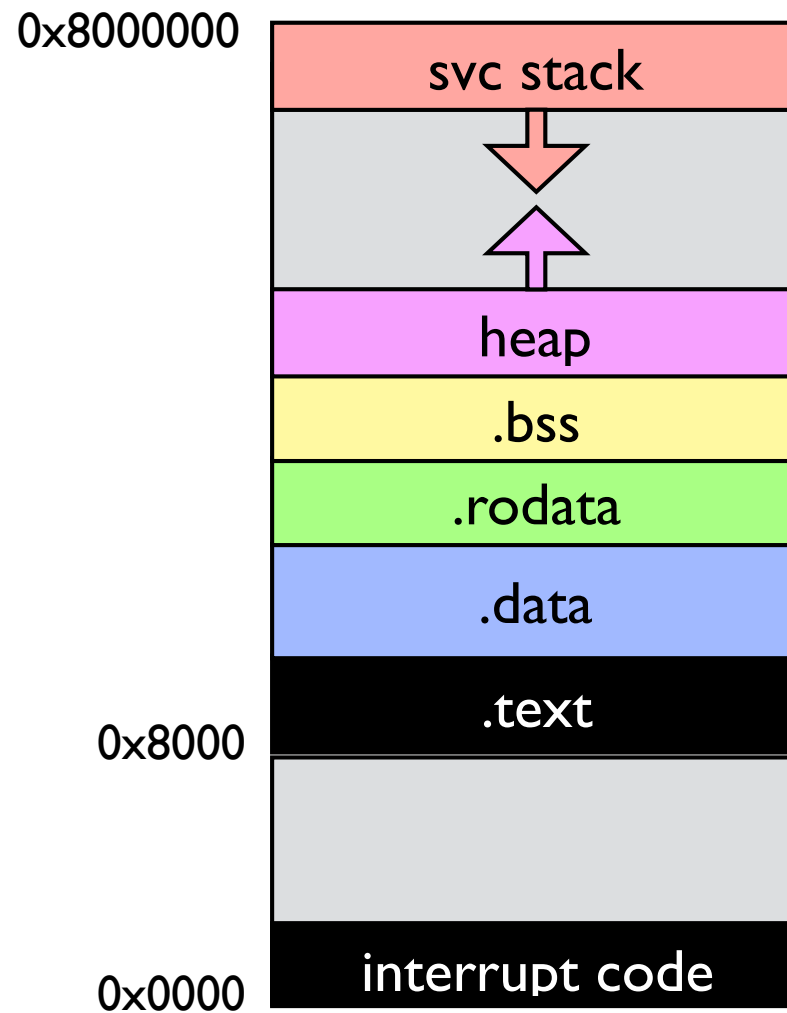 0x8000000
svc stack
heap
.bss
.rodata
.data
.text
0x8000
interrupt code
0x0000